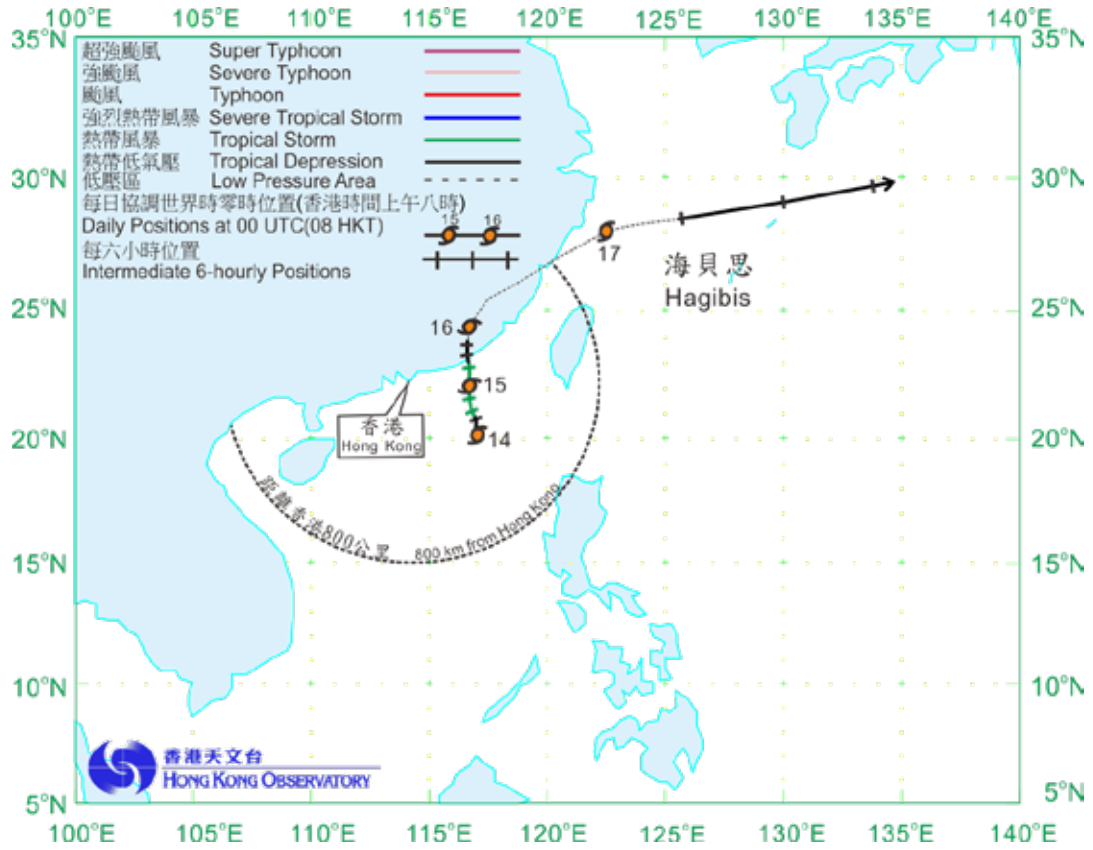 100°E 105°E 110°E 115°E 120°E 125°E 130°E 135°E 140°E
35°N 35°N
超強颱風 Super Typhoon
強颱風 Severe Typhoon
颱風 Typhoon
強烈熱帶風暴 Severe Tropical Storm
熱帶風暴 Tropical Storm
熱帶低氣壓 Tropical Depression
低壓區 Low Pressure Area
每日協調世界時零時位置(香港時間上午八時)
Daily Positions at 00 UTC(08 HKT)
15 16
每六小時位置
Intermediate 6-hourly Positions
30°N 30°N
17
海貝思
Hagibis
25°N 25°N
16
15
香港
Hong Kong
14
20°N 20°N
距離香港800公里
800 km from Hong Kong
15°N 15°N
10°N 10°N
香港天文台
HONG KONG OBSERVATORY
5°N 5°N
100°E 105°E 110°E 115°E 120°E 125°E 130°E 135°E 140°E